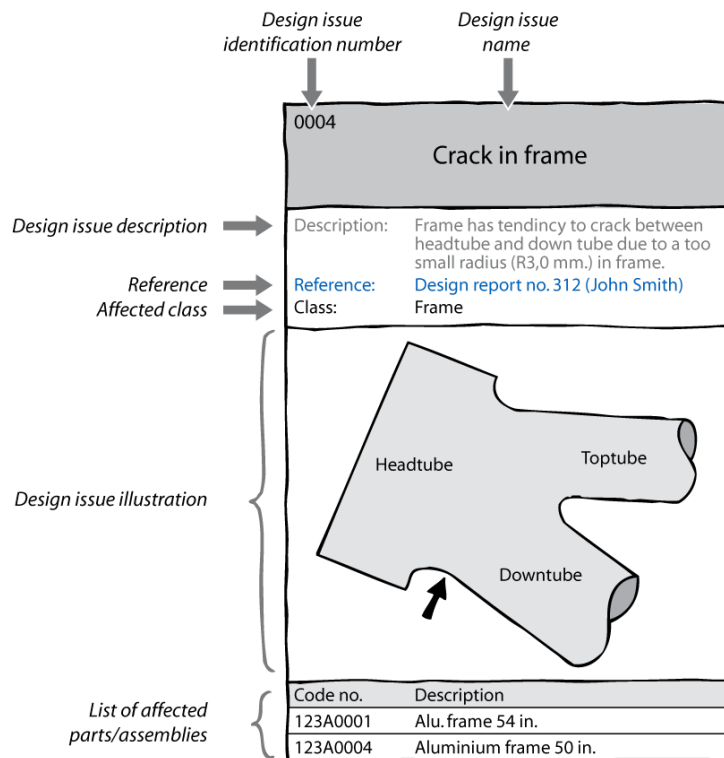 Design issue
identification number
Design issue
name
0004
Crack in frame
Design issue description
Description: Frame has tendincy to crack between
headtube and down tube due to a too
small radius (R3,0 mm.) in frame.
Reference
Reference: Design report no. 312 (John Smith)
Affected class
Class: Frame
Design issue illustration
Headtube
Toptube
Downtube
List of affected
parts/assemblies
Code no. Description
123A0001 Alu. frame 54 in.
123A0004 Aluminium frame 50 in.